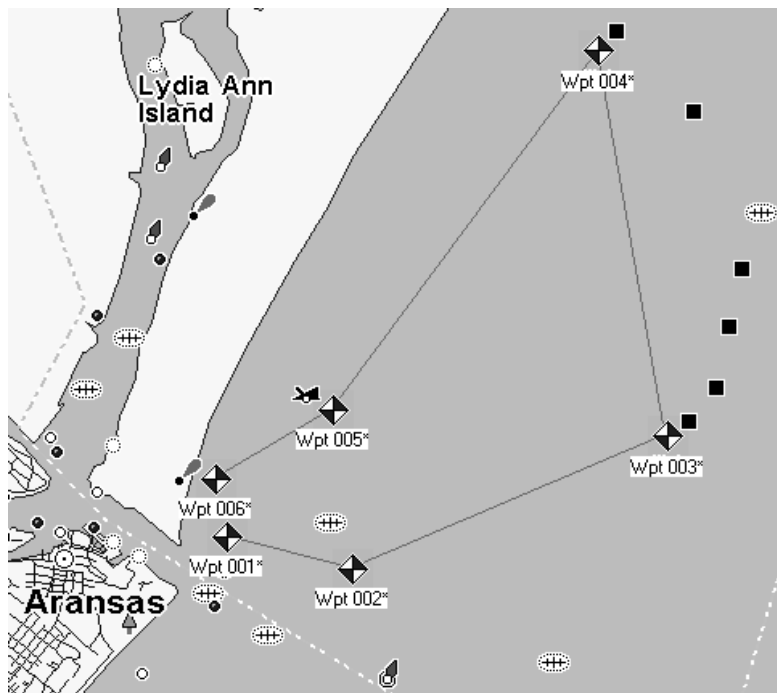 Wpt 004*
Lydia Ann
Island
Wpt 005*
Wpt 003*
Wpt 006*
Wpt 001*
Wpt 002*
Aransas